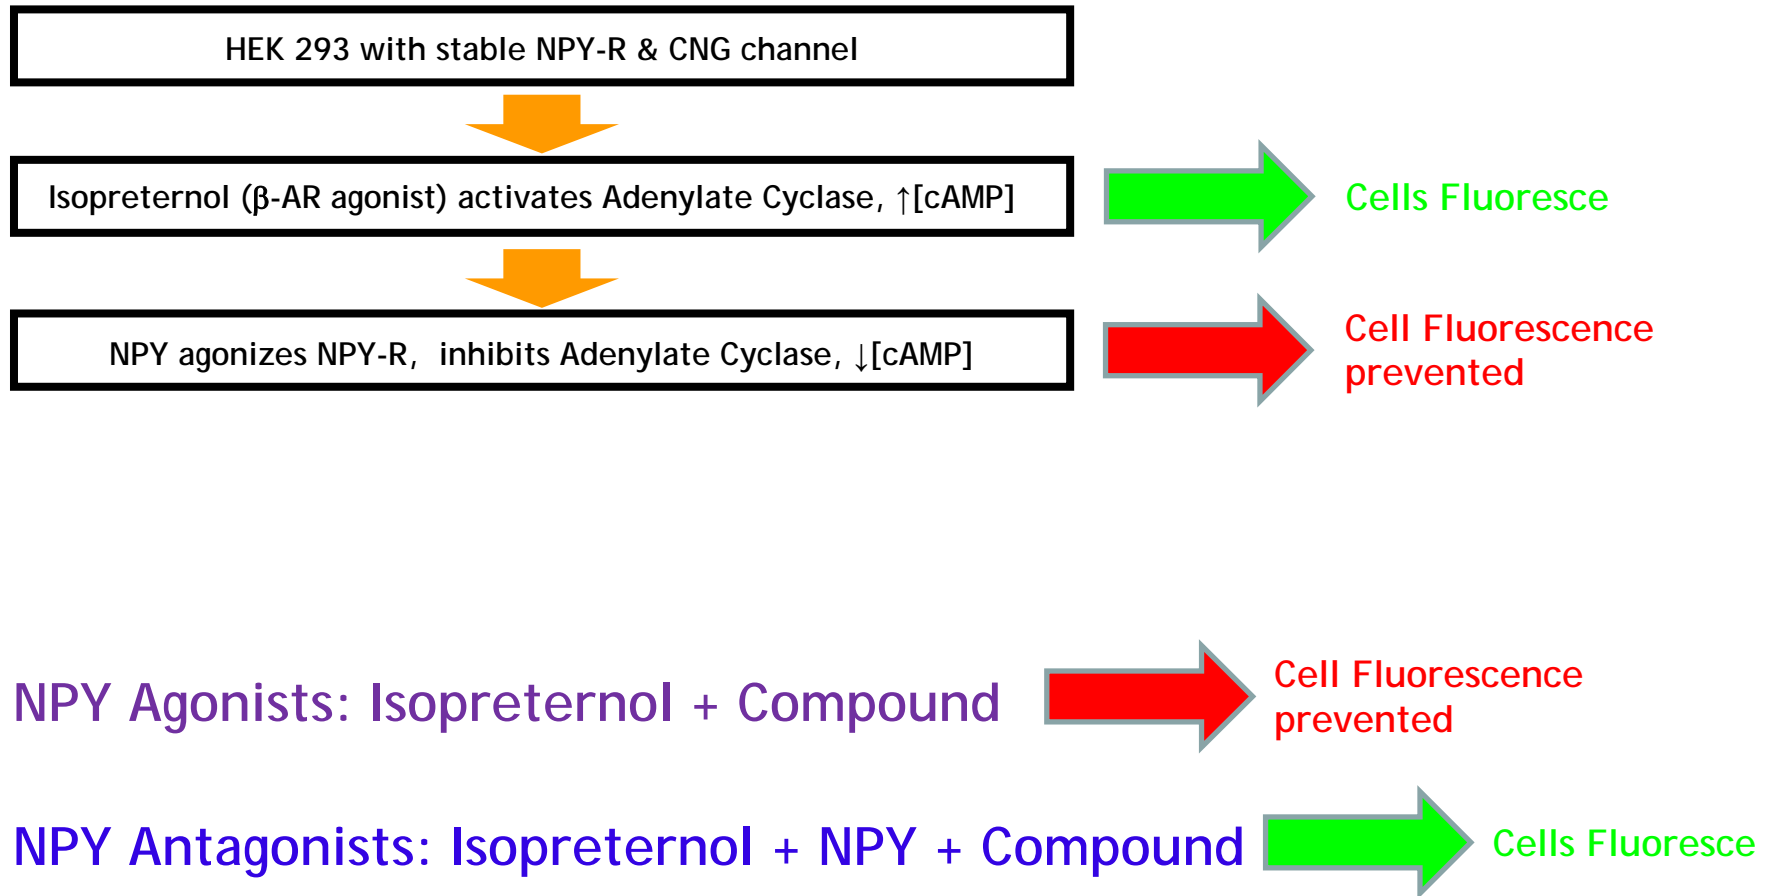 HEK 293 with stable NPY-R & CNG channel
Isopreternol (β-AR agonist) activates Adenylate Cyclase, ↑[cAMP]
Cells Fluoresce
NPY agonizes NPY-R, inhibits Adenylate Cyclase, ↓[cAMP]
Cell Fluorescence
prevented
NPY Agonists: Isopreternol + Compound
Cell Fluorescence
prevented
NPY Antagonists: Isopreternol + NPY + Compound
Cells Fluoresce